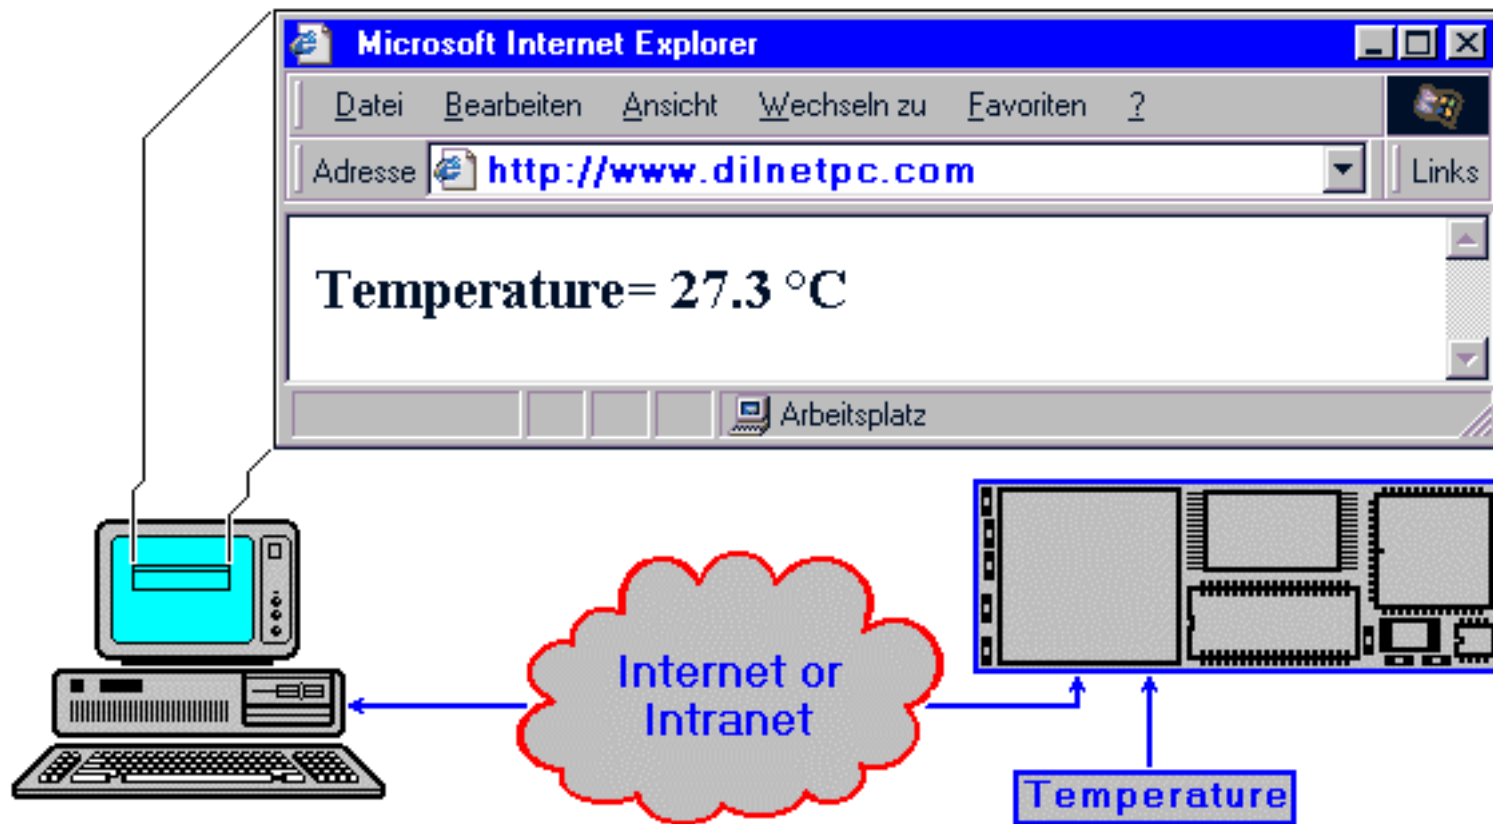 Microsoft Internet Explorer
Datei Bearbeiten Ansicht Wechseln zu Favoriten ?
Adresse http://www.dilnetpc.com Links
Temperature= 27.3 °C
Arbeitsplatz
Internet or
Intranet
Temperature